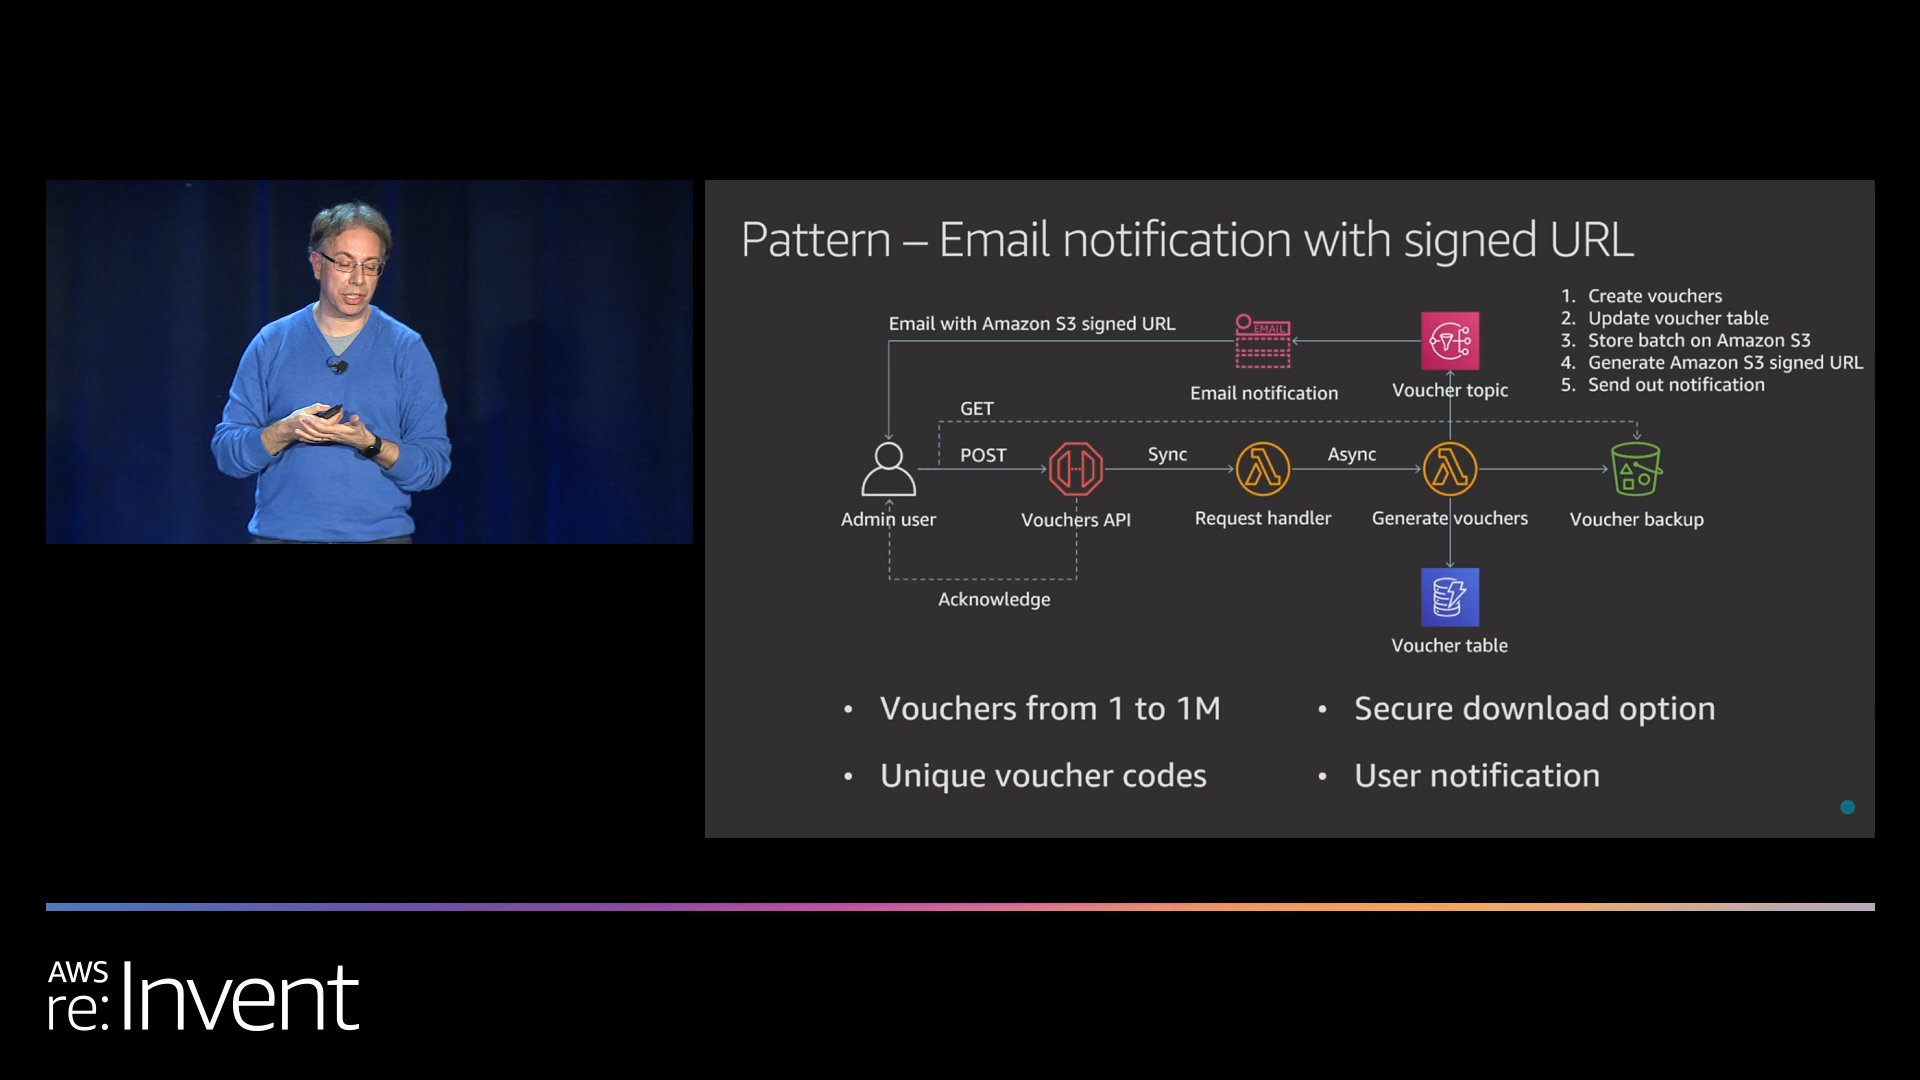 Pattern – Email notification with signed URL
1. Create vouchers
2. Update voucher table
3. Store batch on Amazon S3
4. Generate Amazon S3 signed URL
5. Send out notification
Email with Amazon S3 signed URL
EMAIL
Email notification
Voucher topic
GET
POST
Sync
Async
Admin user
Vouchers API
Request handler
Generate vouchers
Voucher backup
Acknowledge
Voucher table
• Vouchers from 1 to 1M
• Unique voucher codes
• Secure download option
• User notification
AWS
re:Invent